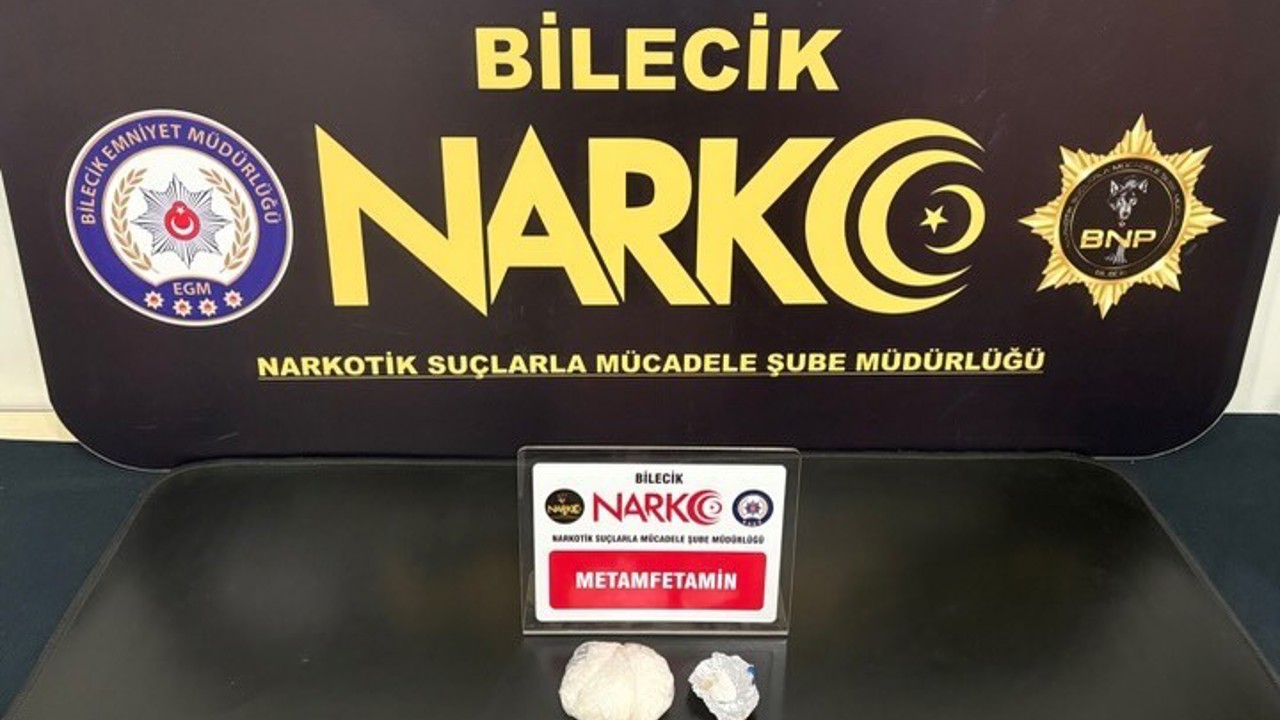 BİLECİK
NARKO
BİLECİK EMNİYET MÜDÜRLÜĞÜ
EGM
BNP
NARKOTİK SUÇLARLA MÜCADELE ŞUBE MÜDÜRLÜĞÜ
BİLECİK
NARKO
NARKO
NARKOTİK SUÇLARLA MÜCADELE ŞUBE MÜDÜRLÜĞÜ
METAMFETAMİN